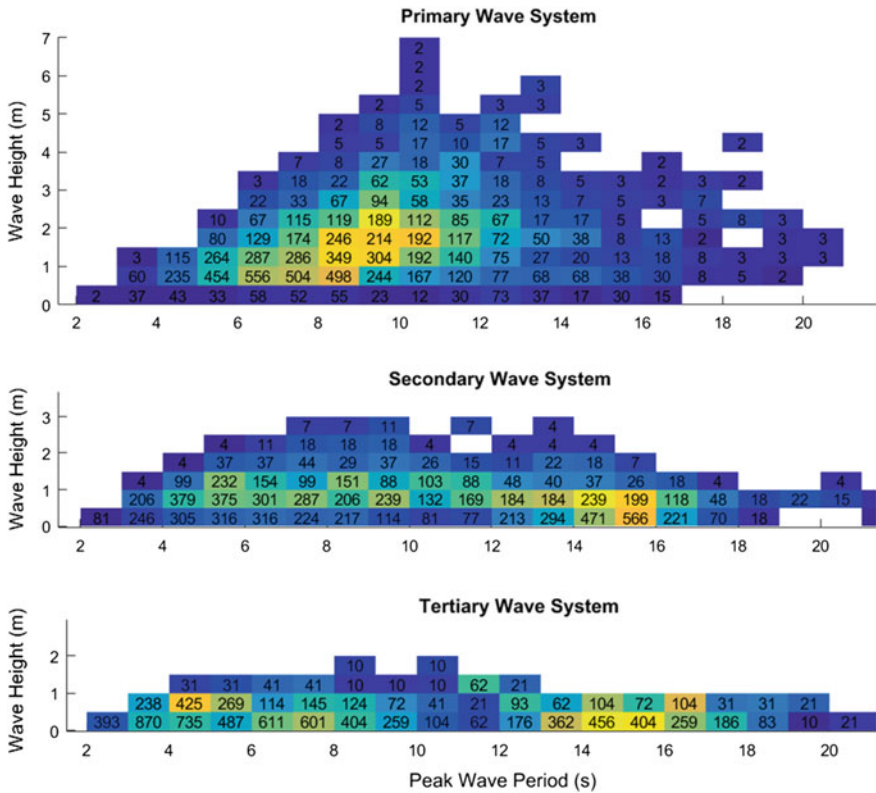 Primary Wave System
Wave Height (m)
7
2
6
2
2 3
5
2 5 3 3
2 8 12 5 12
4
5 5 17 10 17 5 3 2
7 8 27 18 30 7 5 2
3
3 18 22 62 53 37 18 8 5 3 2 3 2
22 33 67 94 58 35 23 13 7 5 3 7
2
10 67 115 119 189 112 85 67 17 17 5 5 8 3
80 129 174 246 214 192 117 72 50 38 8 13 2 3 3
1
3 115 264 287 286 349 304 192 140 75 27 20 13 18 8 3 3 3
60 235 454 556 504 498 244 167 120 77 68 68 38 30 8 5 2
0
2 37 43 33 58 52 55 23 12 30 73 37 17 30 15
2 4 6 8 10 12 14 16 18 20
Secondary Wave System
Wave Height (m)
3
7 7 11 7 4
2
4 11 18 18 18 4 4 4 4
4 37 37 44 29 37 26 15 11 22 18 7
1
4 99 232 154 99 151 88 103 88 48 40 37 26 18 4 4
206 379 375 301 287 206 239 132 169 184 184 239 199 118 48 18 22 15
0
81 246 305 316 316 224 217 114 81 77 213 294 471 566 221 70 18
2 4 6 8 10 12 14 16 18 20
Tertiary Wave System
Wave Height (m)
2
10 10
31 31 41 41 10 10 10 62 21
1
238 425 269 114 145 124 72 41 21 93 62 104 72 104 31 31 21
0
393 870 735 487 611 601 404 259 104 62 176 362 456 404 259 186 83 10 21
2 4 6 8 10 12 14 16 18 20
Peak Wave Period (s)